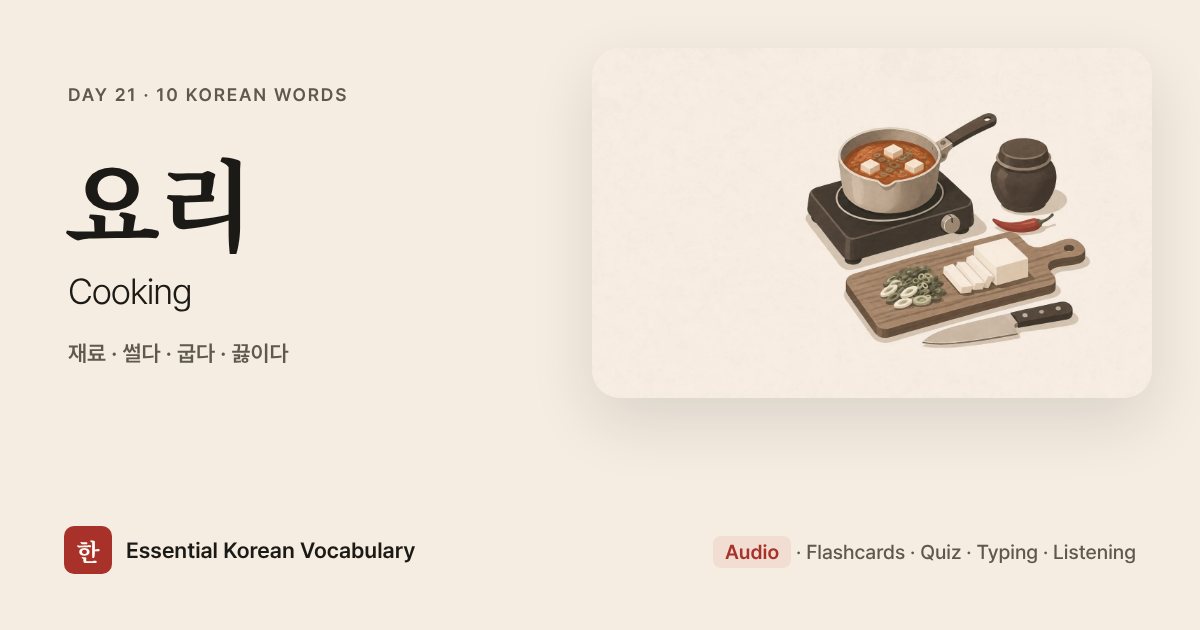 DAY 21 · 10 KOREAN WORDS
요리
Cooking
재료 · 썰다 · 굽다 · 끓이다
한 Essential Korean Vocabulary
Audio · Flashcards · Quiz · Typing · Listening